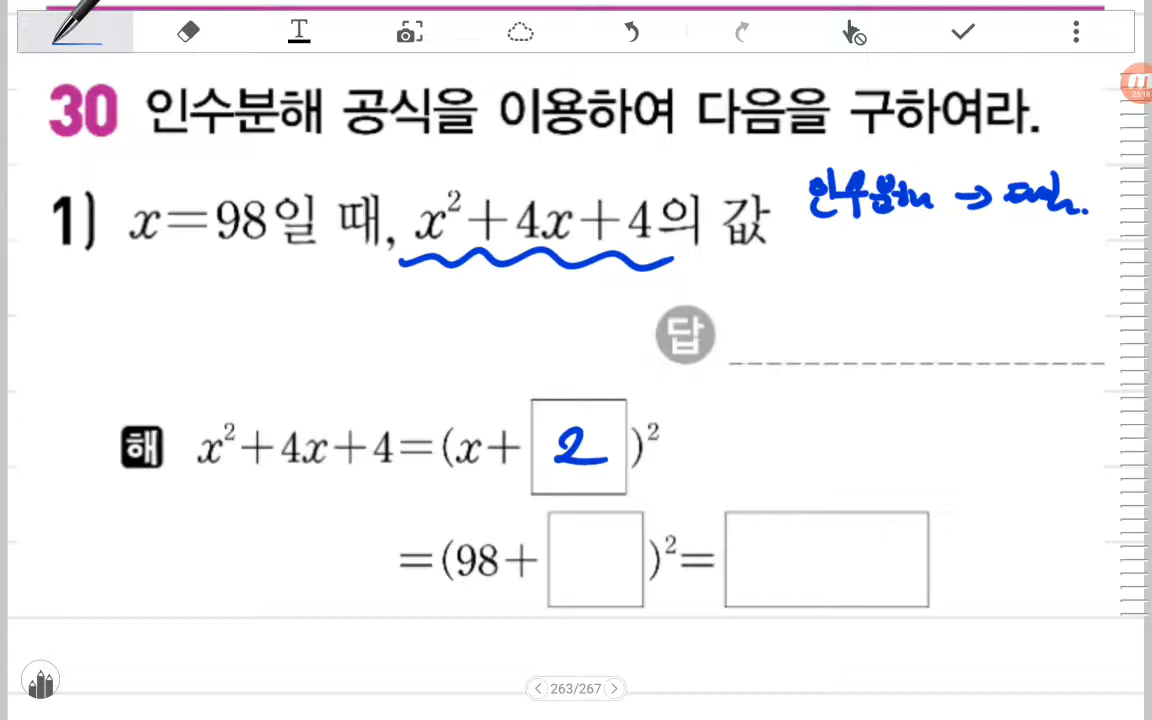 30 인수분해 공식을 이용하여 다음을 구하여라.
1) x=98일 때, x²+4x+4의 값
인수분해 → 대입.
답
해 x²+4x+4=(x+ 2 )²
=(98+ )²=
263/267